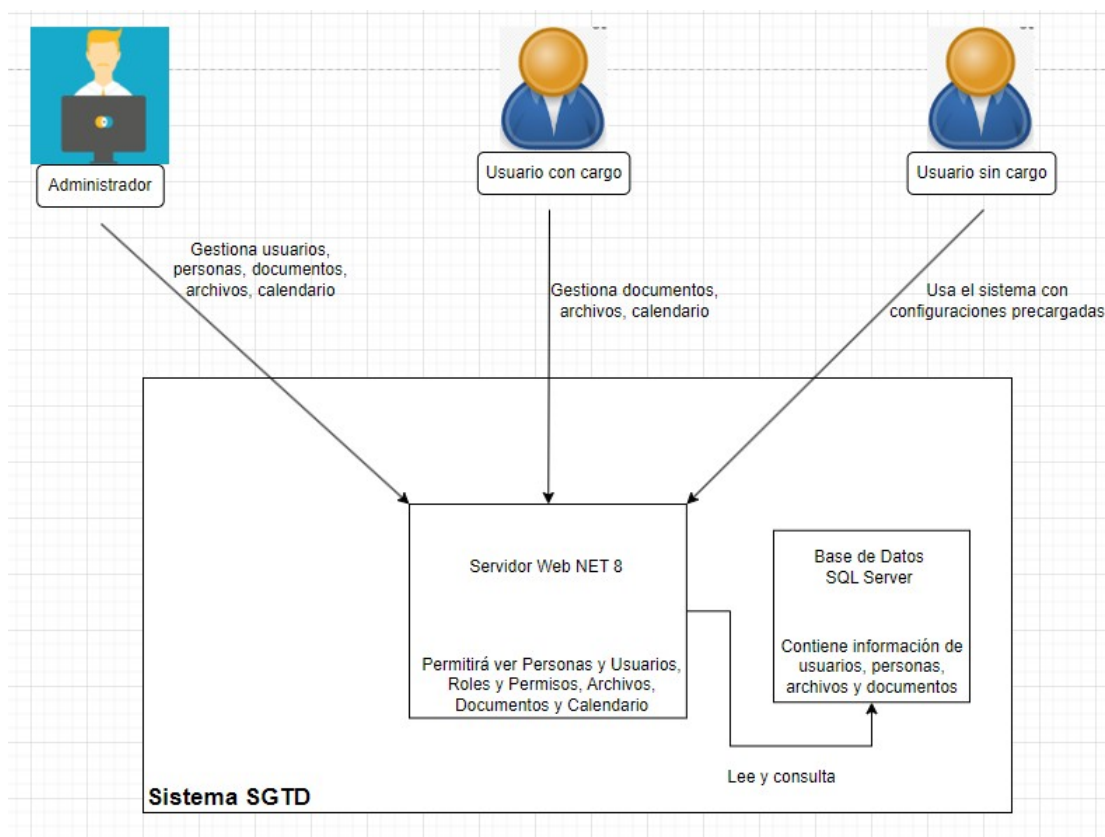 Administrador
Usuario con cargo
Usuario sin cargo
Gestiona usuarios,
personas, documentos,
archivos, calendario
Gestiona documentos,
archivos, calendario
Usa el sistema con
configuraciones precargadas
Servidor Web NET 8
Permitirá ver Personas y Usuarios,
Roles y Permisos, Archivos,
Documentos y Calendario
Base de Datos
SQL Server
Contiene información de
usuarios, personas,
archivos y documentos
Lee y consulta
Sistema SGTD